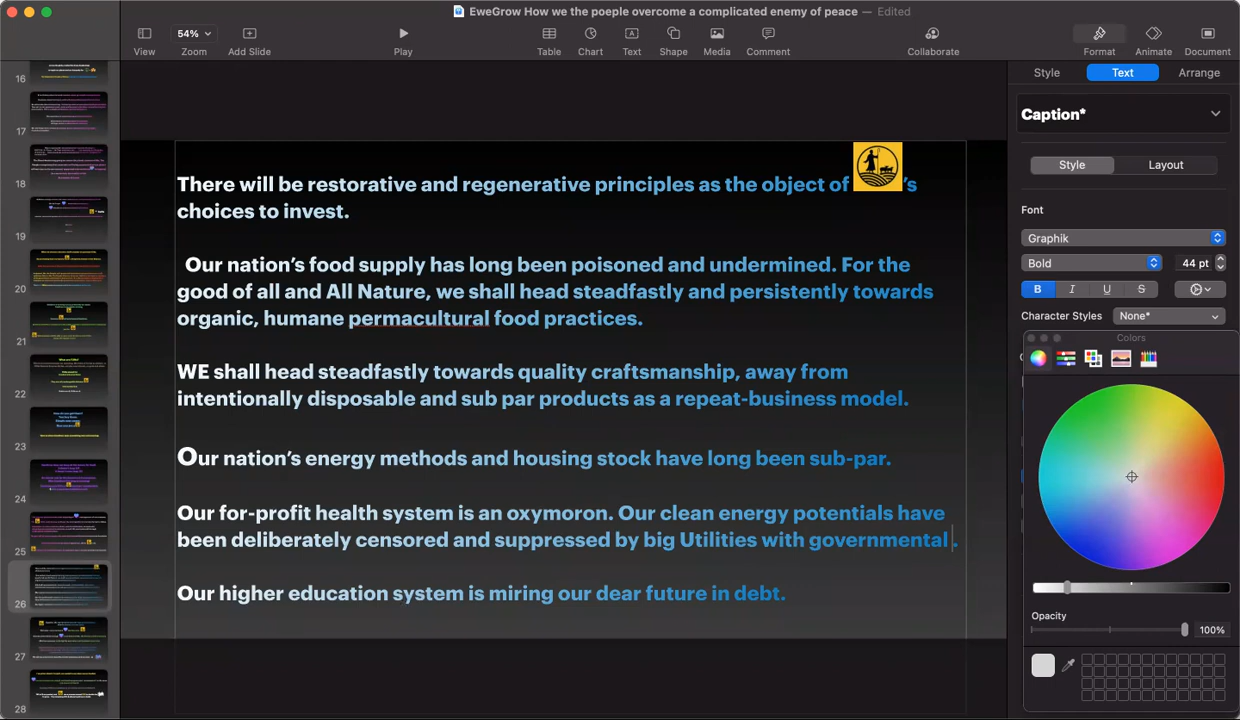 EweGrow How we the poeple overcome a complicated enemy of peace — Edited
54%
View
Zoom
Add Slide
Play
Table
Chart
Text
Shape
Media
Comment
Collaborate
Format
Animate
Document
Style
Text
Arrange
Caption*
Style
Layout
Font
Graphik
Bold
44 pt
B I U S
Character Styles
None*
Colors
Opacity
100%
16
17
18
19
20
21
22
23
24
25
26
27
28
There will be restorative and regenerative principles as the object of 's
choices to invest.
Our nation's food supply has long been poisoned and undermined. For the
good of all and All Nature, we shall head steadfastly and persistently towards
organic, humane permacultural food practices.
WE shall head steadfastly towards quality craftsmanship, away from
intentionally disposable and sub par products as a repeat-business model.
Our nation's energy methods and housing stock have long been sub-par.
Our for-profit health system is an oxymoron. Our clean energy potentials have
been deliberately censored and suppressed by big Utilities with governmental .
Our higher education system is miring our dear future in debt.